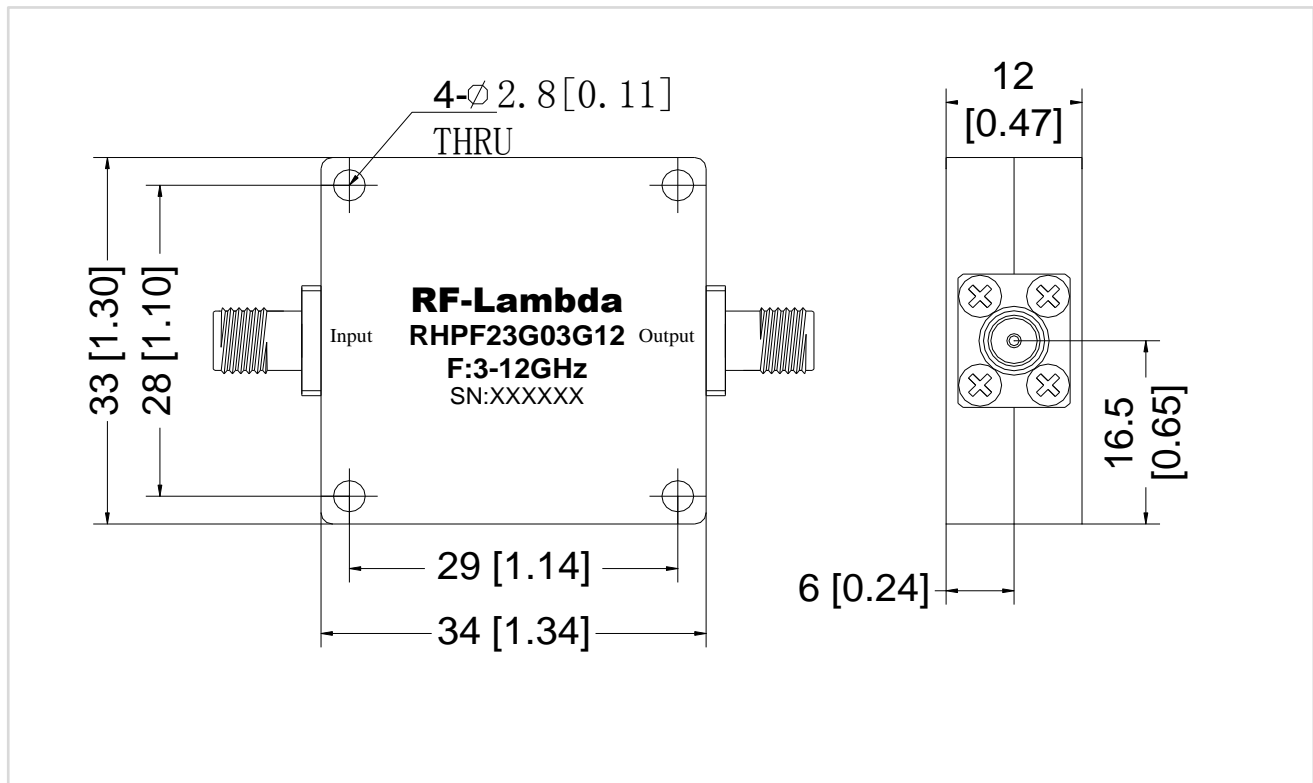 4-∅2.8[0.11]
THRU
33 [1.30]
28 [1.10]
RF-Lambda
Input
RHPF23G03G12
Output
F:3-12GHz
SN:XXXXXX
29 [1.14]
34 [1.34]
12
[0.47]
16.5
[0.65]
6 [0.24]